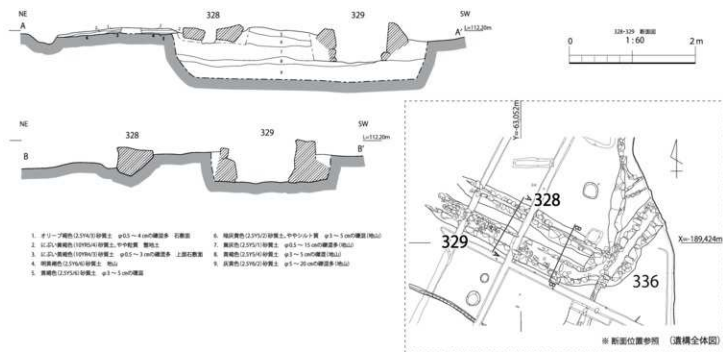 NE 328 329 SW
A A' L=112.20m
328-329 断面図
0 1:60 2m
NE 328 329 SW
B B' L=112.20m
1. オリーブ褐色(2.5Y4/3)砂質土 φ0.5~4cmの礫混多 石敷面
2. にぶい黄褐色(10YR5/4)砂質土、やや粘質 整地土
3. にぶい黄褐色(10YR4/3)砂質土 φ0.5~3cmの礫混多 上面石敷面
4. 明黄褐色(2.5Y6/6)砂質土 地山
5. 黄褐色(2.5Y5/6)砂質土 φ3~5cmの礫混
6. 暗灰黄色(2.5Y5/2)砂質土、ややシルト質 φ3~5cmの礫混(地山)
7. 黄灰色(2.5Y5/1)砂質土 φ0.5~15cmの礫混多(地山)
8. 黄褐色(2.5Y5/4)砂質土 φ3~5cmの礫混(地山)
9. 灰黄色(2.5Y6/2)砂質土 φ5~20cmの礫混多(地山)
Y=-63,052m
328
329
A A'
B
X=-189,424m
336
※ 断面位置参照 (遺構全体図)